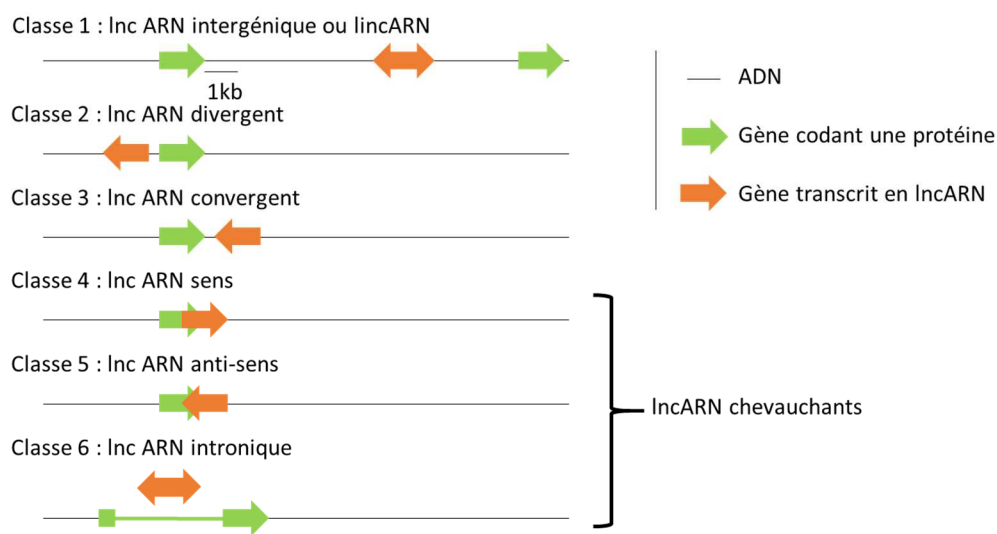 Classe 1 : lnc ARN intergénique ou lincARN
1kb
ADN
Gène codant une protéine
Gène transcrit en lncARN
Classe 2 : lnc ARN divergent
Classe 3 : lnc ARN convergent
Classe 4 : lnc ARN sens
Classe 5 : lnc ARN anti-sens
Classe 6 : lnc ARN intronique
lncARN chevauchants